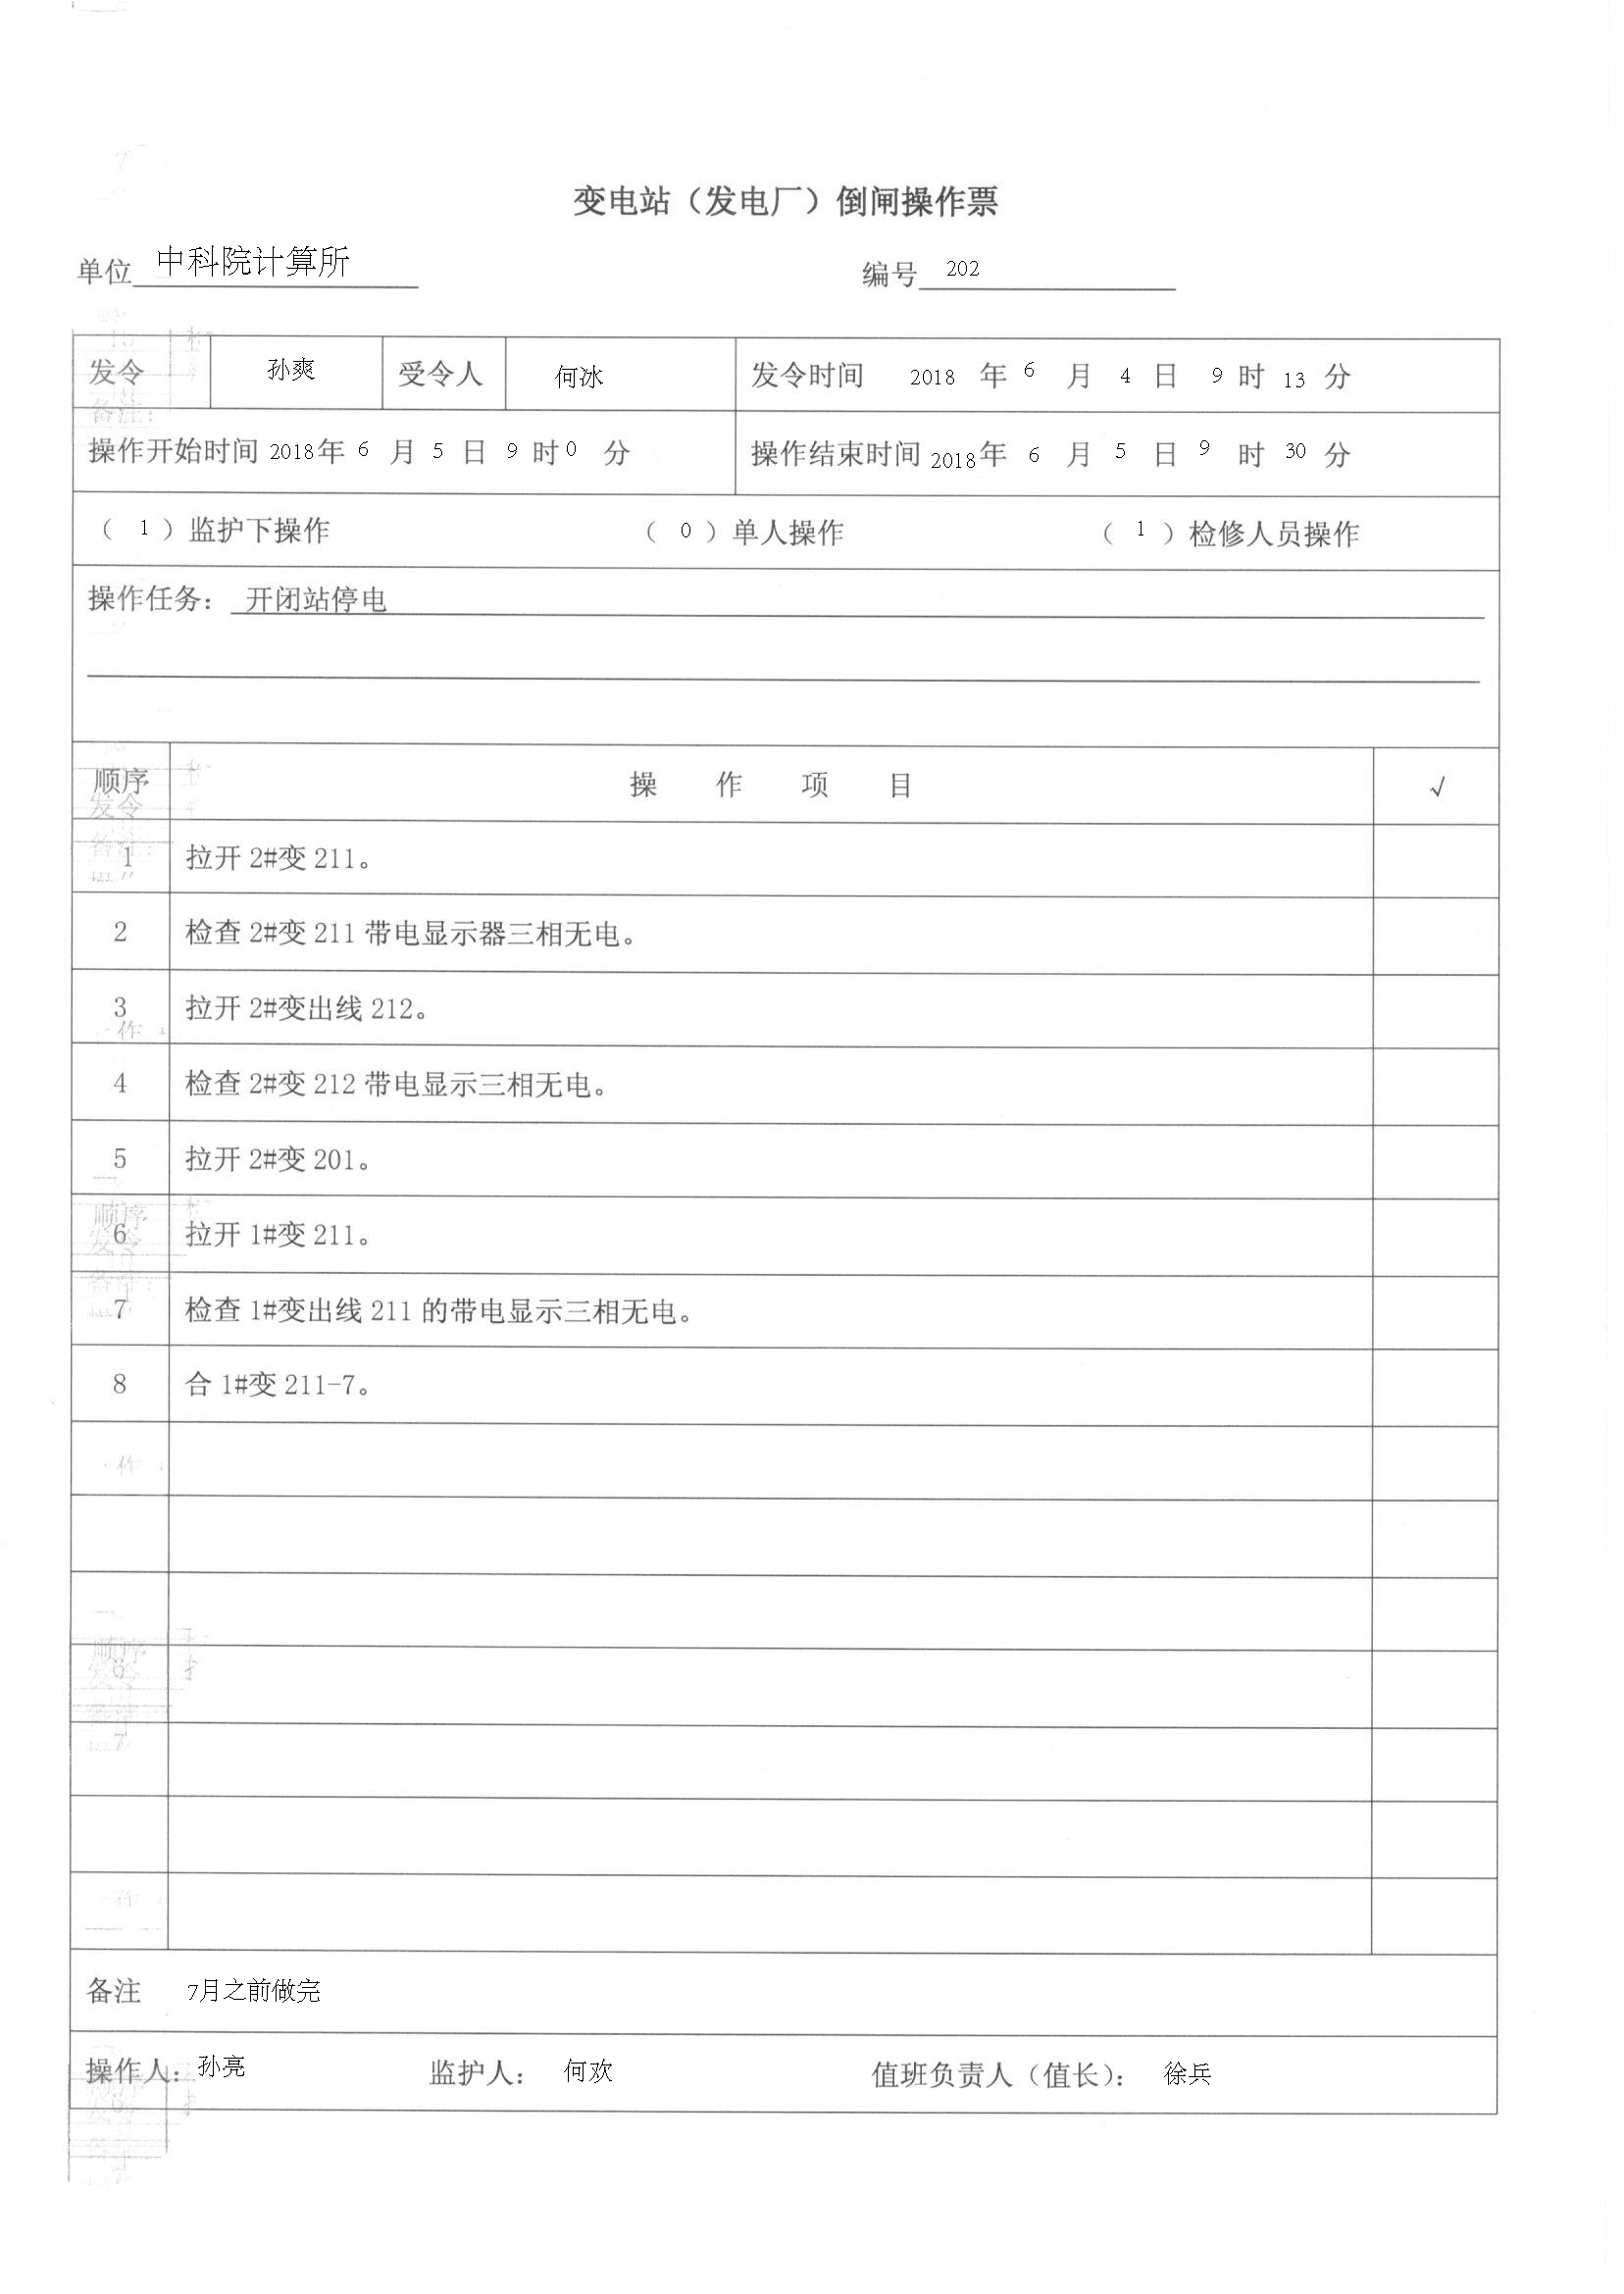 变电站（发电厂）倒闸操作票
单位 中科院计算所 编号 202
发令 孙爽 受令人 何冰 发令时间 2018 年 6 月 4 日 9 时 13 分
操作开始时间 2018年 6 月 5 日 9 时 0 分 操作结束时间 2018年 6 月 5 日 9 时 30 分
（ 1 ）监护下操作 （ 0 ）单人操作 （ 1 ）检修人员操作
操作任务： 开闭站停电
顺序 操 作 项 目 √
1 拉开 2#变 211。
2 检查 2#变 211 带电显示器三相无电。
3 拉开 2#变出线 212。
4 检查 2#变 212 带电显示三相无电。
5 拉开 2#变 201。
6 拉开 1#变 211。
7 检查 1#变出线 211 的带电显示三相无电。
8 合 1#变 211-7。
备注 7月之前做完
操作人：孙亮 监护人： 何欢 值班负责人（值长）： 徐兵